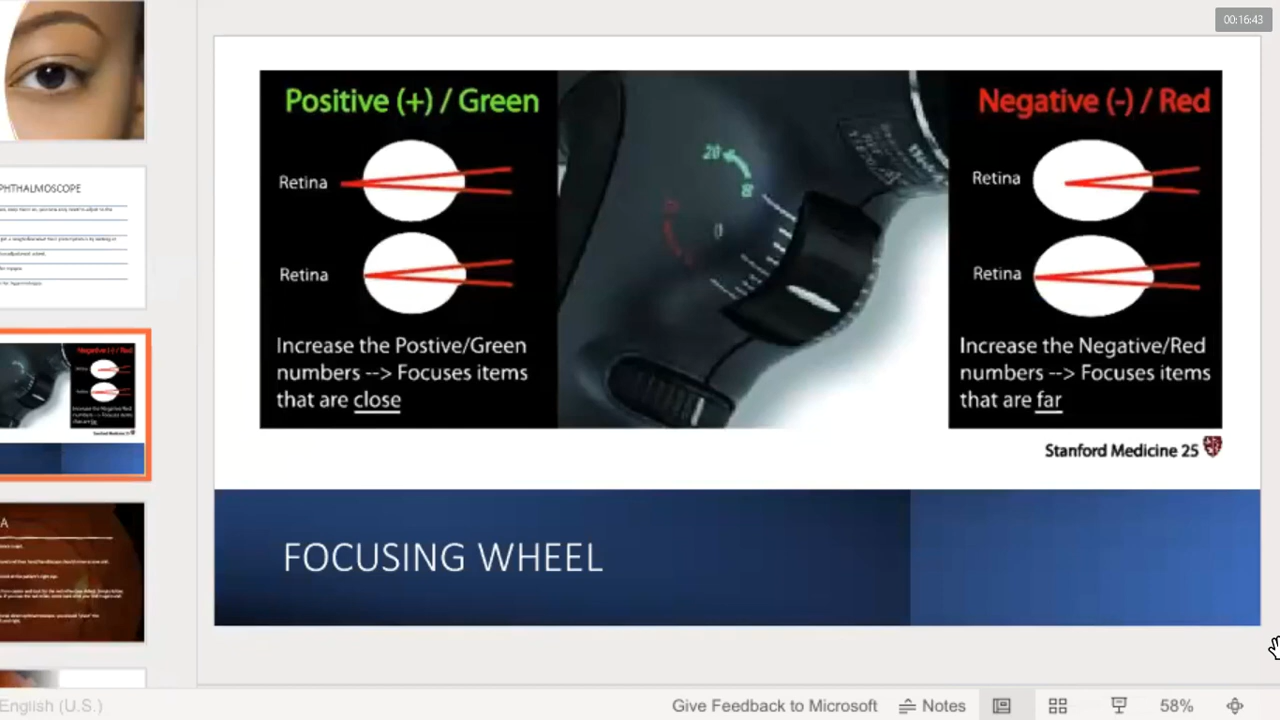 00:16:43
PHTHALMOSCOPE
Positive (+) / Green
Retina
Retina
Increase the Postive/Green
numbers --> Focuses items
that are close
20
8
0
Negative (-) / Red
Retina
Retina
Increase the Negative/Red
numbers --> Focuses items
that are far
Stanford Medicine 25
FOCUSING WHEEL
English (U.S.)
Give Feedback to Microsoft
Notes
58%